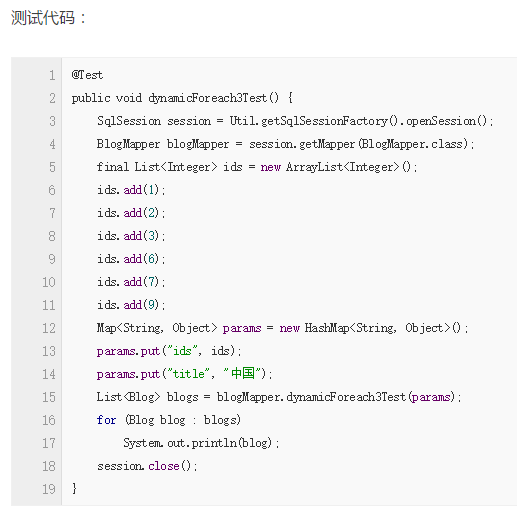 测试代码：
1 @Test
2 public void dynamicForeach3Test() {
3     SqlSession session = Util.getSqlSessionFactory().openSession();
4     BlogMapper blogMapper = session.getMapper(BlogMapper.class);
5     final List<Integer> ids = new ArrayList<Integer>();
6     ids.add(1);
7     ids.add(2);
8     ids.add(3);
9     ids.add(6);
10     ids.add(7);
11     ids.add(9);
12     Map<String, Object> params = new HashMap<String, Object>();
13     params.put("ids", ids);
14     params.put("title", "中国");
15     List<Blog> blogs = blogMapper.dynamicForeach3Test(params);
16     for (Blog blog : blogs)
17         System.out.println(blog);
18     session.close();
19 }